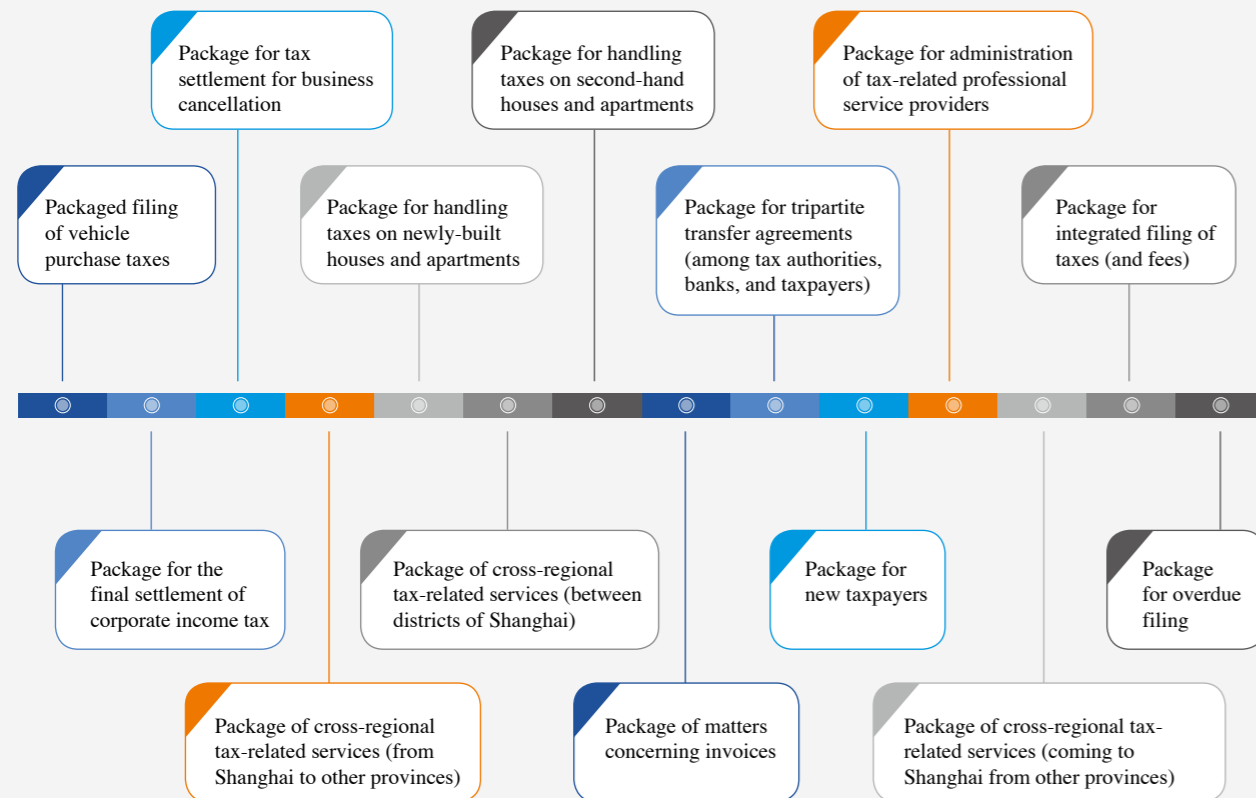 Package for tax
settlement for business
cancellation
Package for handling
taxes on second-hand
houses and apartments
Package for administration
of tax-related professional
service providers
Packaged filing
of vehicle
purchase taxes
Package for handling
taxes on newly-built
houses and apartments
Package for tripartite
transfer agreements
(among tax authorities,
banks, and taxpayers)
Package for
integrated filing of
taxes (and fees)
Package for the
final settlement of
corporate income tax
Package of cross-regional
tax-related services (between
districts of Shanghai)
Package for
new taxpayers
Package
for overdue
filing
Package of cross-regional
tax-related services (from
Shanghai to other provinces)
Package of matters
concerning invoices
Package of cross-regional tax-
related services (coming to
Shanghai from other provinces)